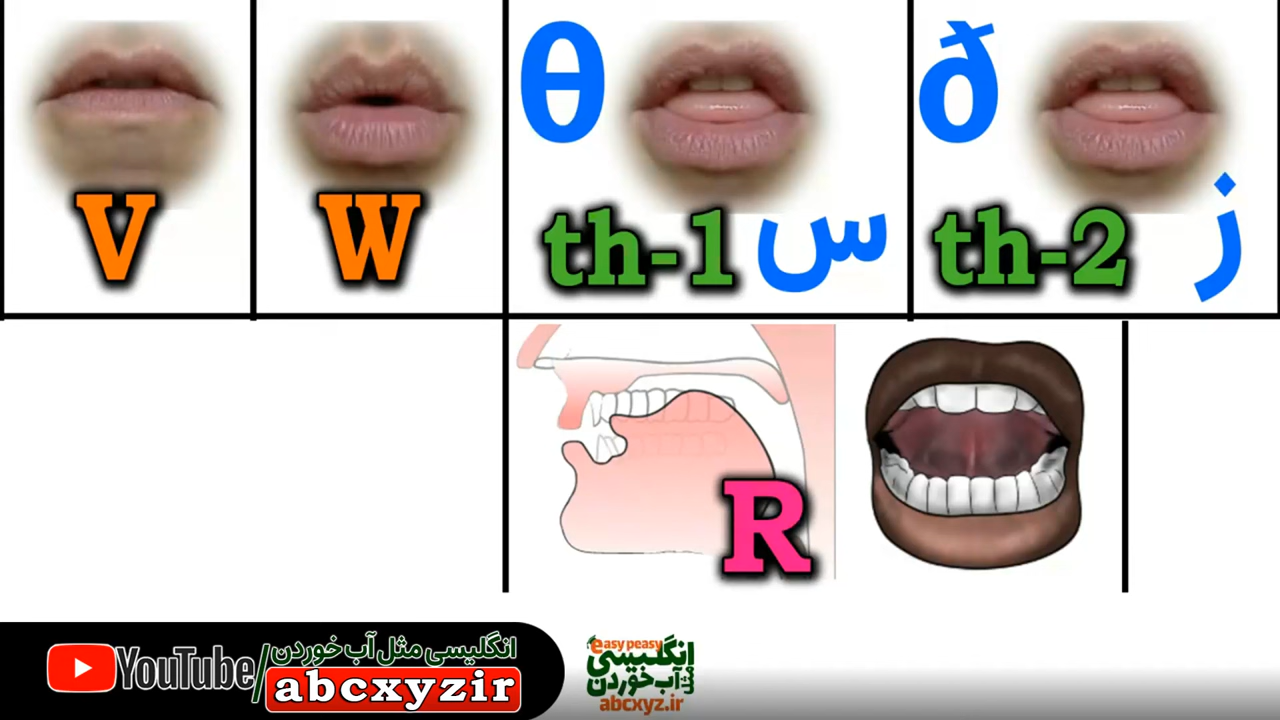 V
W
θ
th-1
س
ð
th-2
ز
R
YouTube/
انگلیسی مثل آب خوردن
abcxyzir
easy peasy
انگلیسی
مثل
آب خوردن
abcxyz.ir